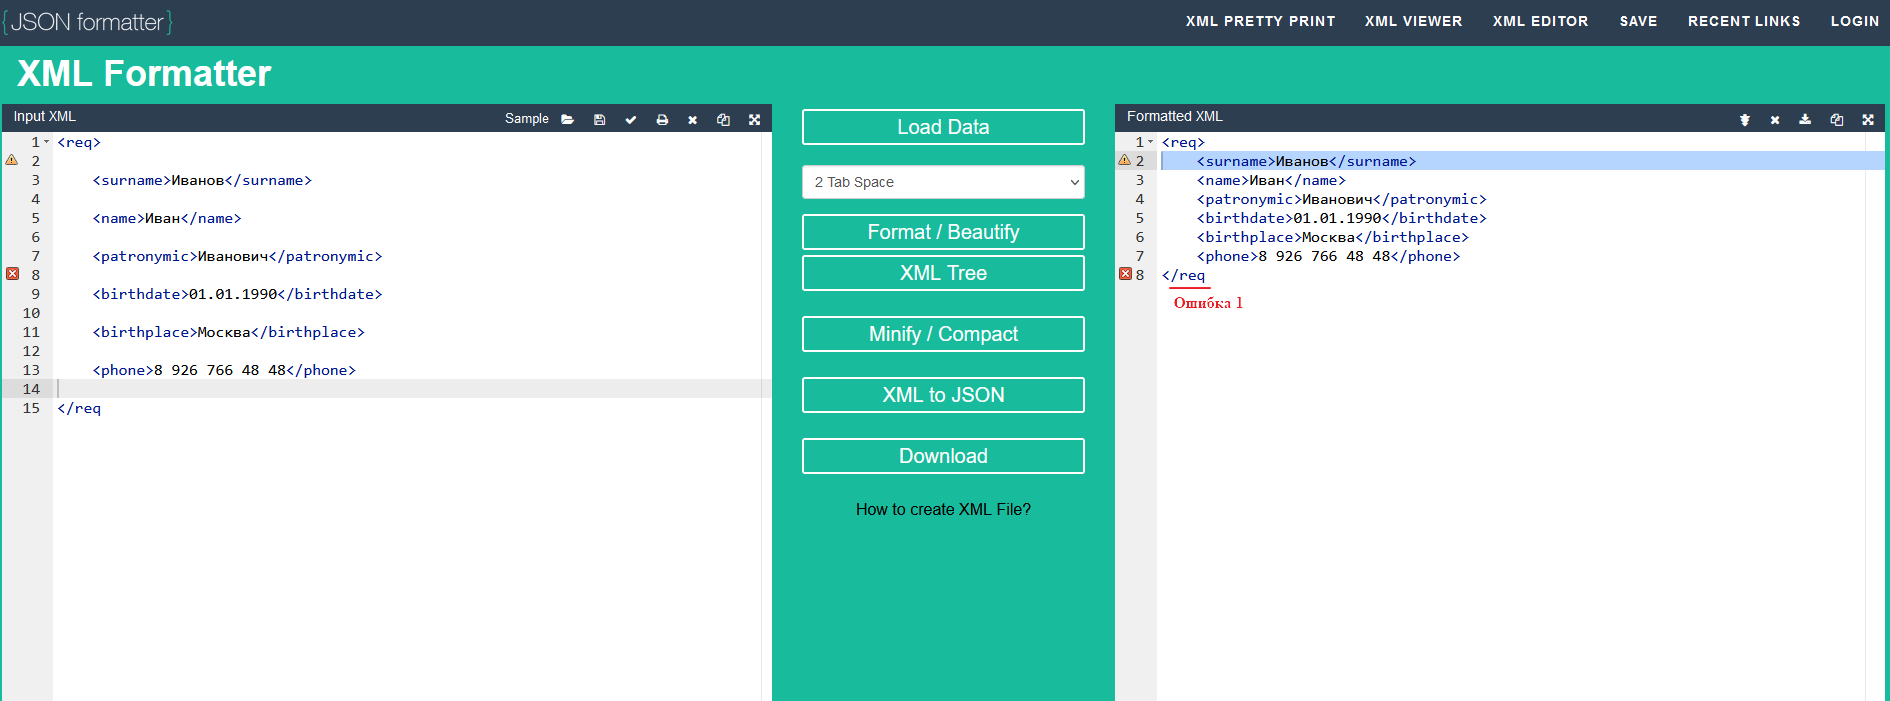 {JSON formatter}
XML PRETTY PRINT XML VIEWER XML EDITOR SAVE RECENT LINKS LOGIN
XML Formatter
Input XML Sample
1 <req>
2
3 <surname>Иванов</surname>
4
5 <name>Иван</name>
6
7 <patronymic>Иванович</patronymic>
8
9 <birthdate>01.01.1990</birthdate>
10
11 <birthplace>Москва</birthplace>
12
13 <phone>8 926 766 48 48</phone>
14
15 </req
Load Data
2 Tab Space
Format / Beautify
XML Tree
Minify / Compact
XML to JSON
Download
How to create XML File?
Formatted XML
1 <req>
2 <surname>Иванов</surname>
3 <name>Иван</name>
4 <patronymic>Иванович</patronymic>
5 <birthdate>01.01.1990</birthdate>
6 <birthplace>Москва</birthplace>
7 <phone>8 926 766 48 48</phone>
8 </req
Ошибка 1